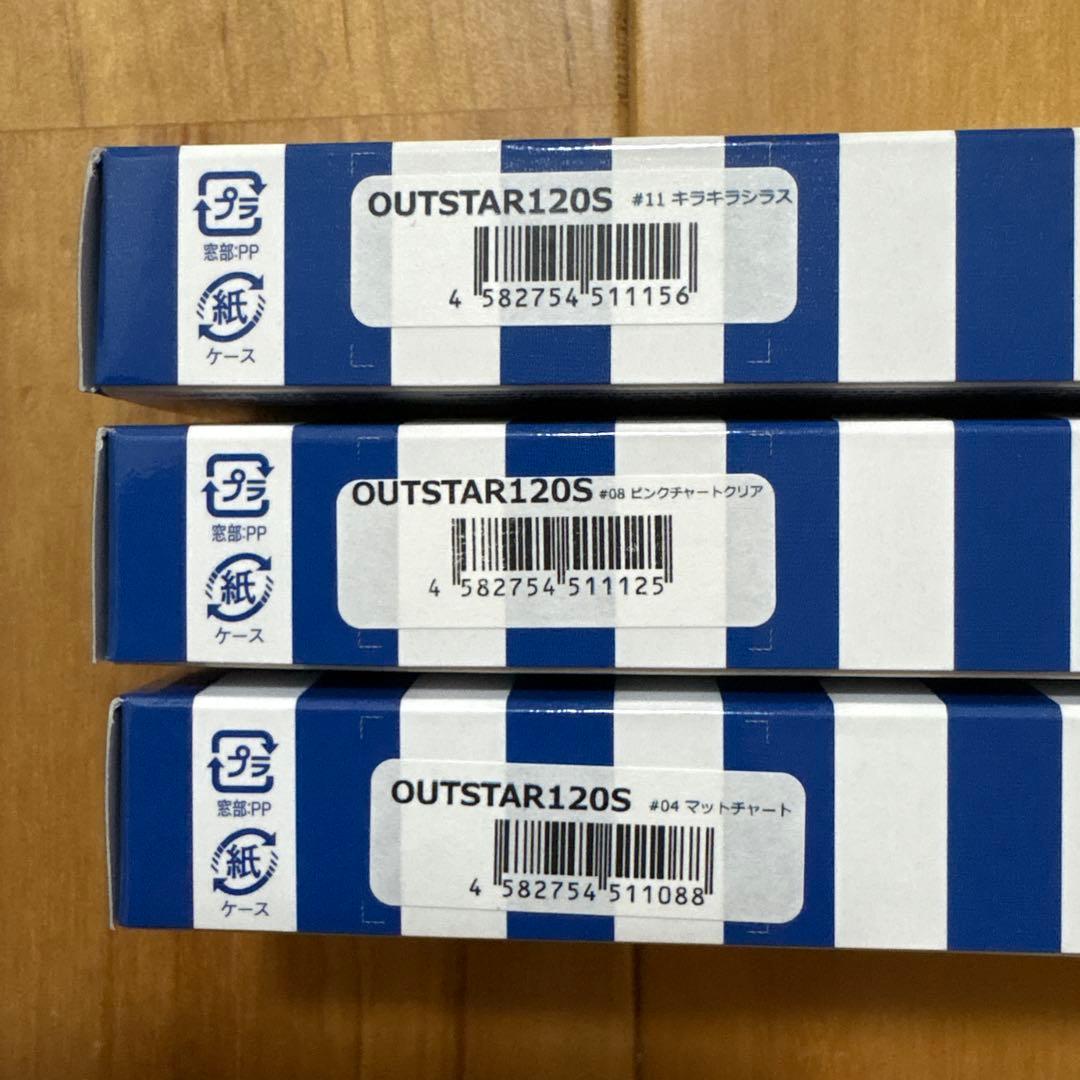 プラ
窓部:PP
紙
ケース
OUTSTAR120S #11 キラキラシラス
4 582754 511156
プラ
窓部:PP
紙
ケース
OUTSTAR120S #08 ピンクチャートクリア
4 582754 511125
プラ
窓部:PP
紙
ケース
OUTSTAR120S #04 マットチャート
4 582754 511088